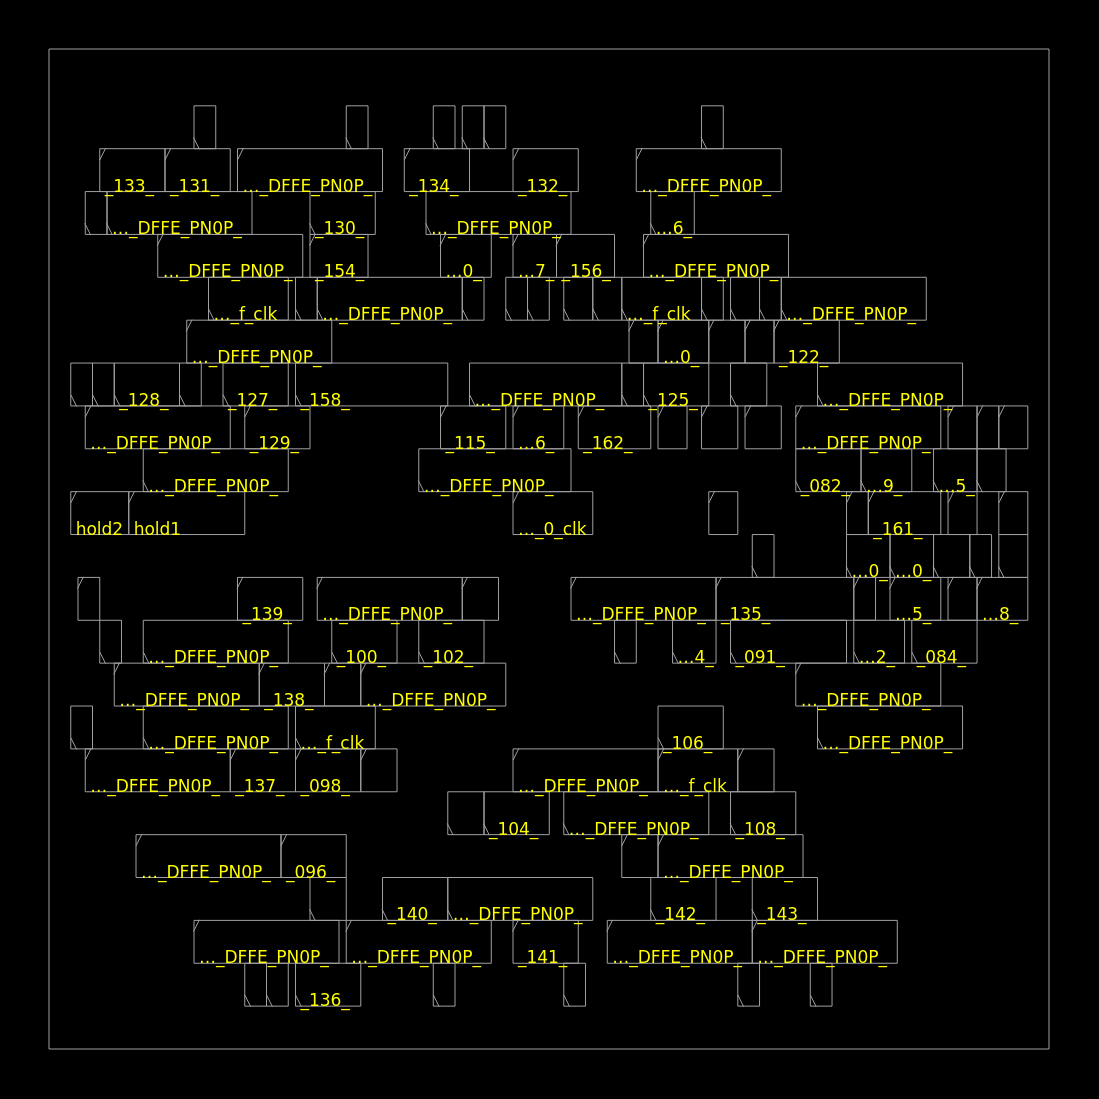 _133_ _131_ ..._DFFE_PN0P_ _134_ _132_ ..._DFFE_PN0P_
..._DFFE_PN0P_ _130_ ..._DFFE_PN0P_ ...6_
..._DFFE_PN0P_ _154_ ...0_ ...7_ _156_ ..._DFFE_PN0P_
..._f_clk ..._DFFE_PN0P_ ..._f_clk ..._DFFE_PN0P_
..._DFFE_PN0P_ ...0_ _122_
_128_ _127_ _158_ ..._DFFE_PN0P_ _125_ ..._DFFE_PN0P_
..._DFFE_PN0P_ _129_ _115_ ...6_ _162_ ..._DFFE_PN0P_
..._DFFE_PN0P_ ..._DFFE_PN0P_ _082_ ...9_ ...5_
hold2 hold1 ..._0_clk _161_
...0_ ...0_
_139_ ..._DFFE_PN0P_ ..._DFFE_PN0P_ _135_ ...5_ ...8_
..._DFFE_PN0P_ _100_ _102_ ...4_ _091_ ...2_ _084_
..._DFFE_PN0P_ _138_ ..._DFFE_PN0P_ ..._DFFE_PN0P_
..._DFFE_PN0P_ ..._f_clk _106_ ..._DFFE_PN0P_
..._DFFE_PN0P_ _137_ _098_ ..._DFFE_PN0P_ ..._f_clk
_104_ ..._DFFE_PN0P_ _108_
..._DFFE_PN0P_ _096_ ..._DFFE_PN0P_
_140_ ..._DFFE_PN0P_ _142_ _143_
..._DFFE_PN0P_ ..._DFFE_PN0P_ _141_ ..._DFFE_PN0P_ ..._DFFE_PN0P_
_136_